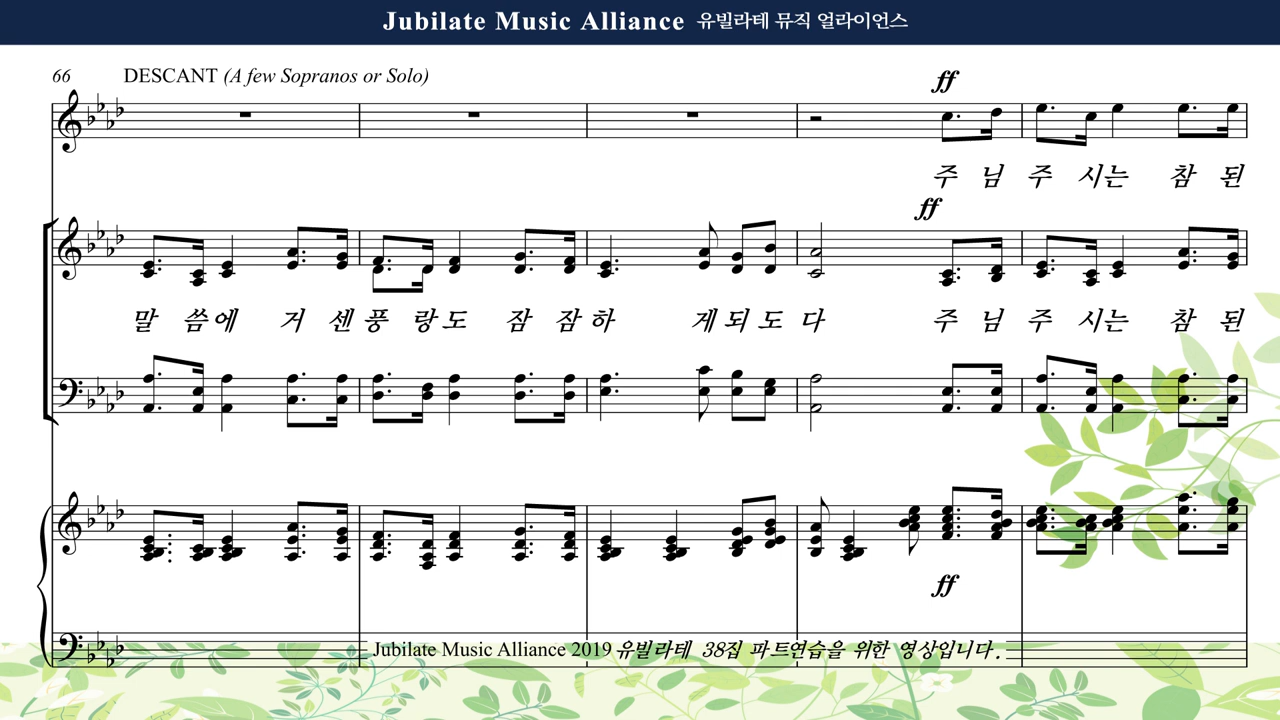 Jubilate Music Alliance 유빌라테 뮤직 얼라이언스
66 DESCANT (A few Sopranos or Solo)
ff
주 님 주 시는 참 된
ff
말 씀에 거 센 풍 랑도 잠 잠하 게되도다 주 님 주 시는 참 된
ff
Jubilate Music Alliance 2019 유빌라테 38집 파트연습을 위한 영상입니다.